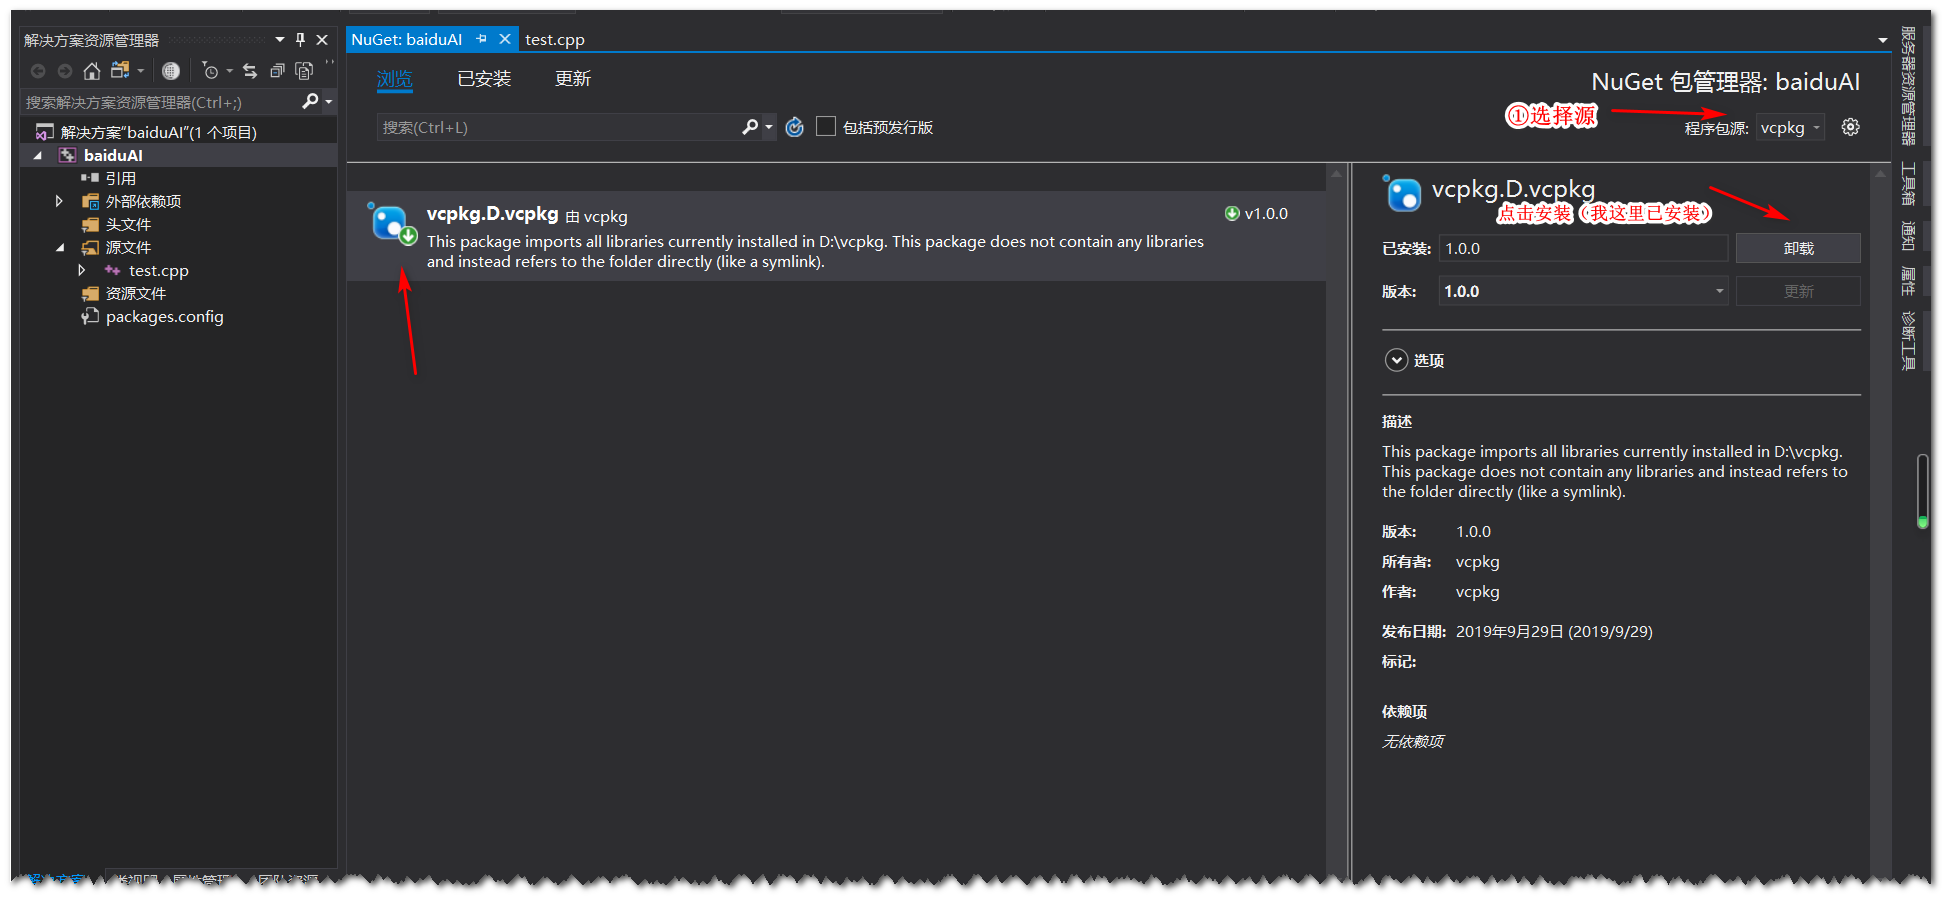 解决方案资源管理器
搜索解决方案资源管理器(Ctrl+;)
解决方案"baiduAI"(1 个项目)
baiduAI
引用
外部依赖项
头文件
源文件
test.cpp
资源文件
packages.config
NuGet: baiduAI
test.cpp
浏览
已安装
更新
NuGet 包管理器: baiduAI
①选择源
搜索(Ctrl+L)
包括预发行版
程序包源:
vcpkg
vcpkg.D.vcpkg 由 vcpkg
v1.0.0
This package imports all libraries currently installed in D:\vcpkg. This package does not contain any libraries
and instead refers to the folder directly (like a symlink).
vcpkg.D.vcpkg
点击安装（我这里已安装）
已安装:
1.0.0
卸载
版本:
1.0.0
更新
选项
描述
This package imports all libraries currently installed in D:\vcpkg.
This package does not contain any libraries and instead refers to
the folder directly (like a symlink).
版本: 1.0.0
所有者: vcpkg
作者: vcpkg
发布日期: 2019年9月29日 (2019/9/29)
标记:
依赖项
无依赖项
服务器资源管理器
工具箱
通知
属性
诊断工具